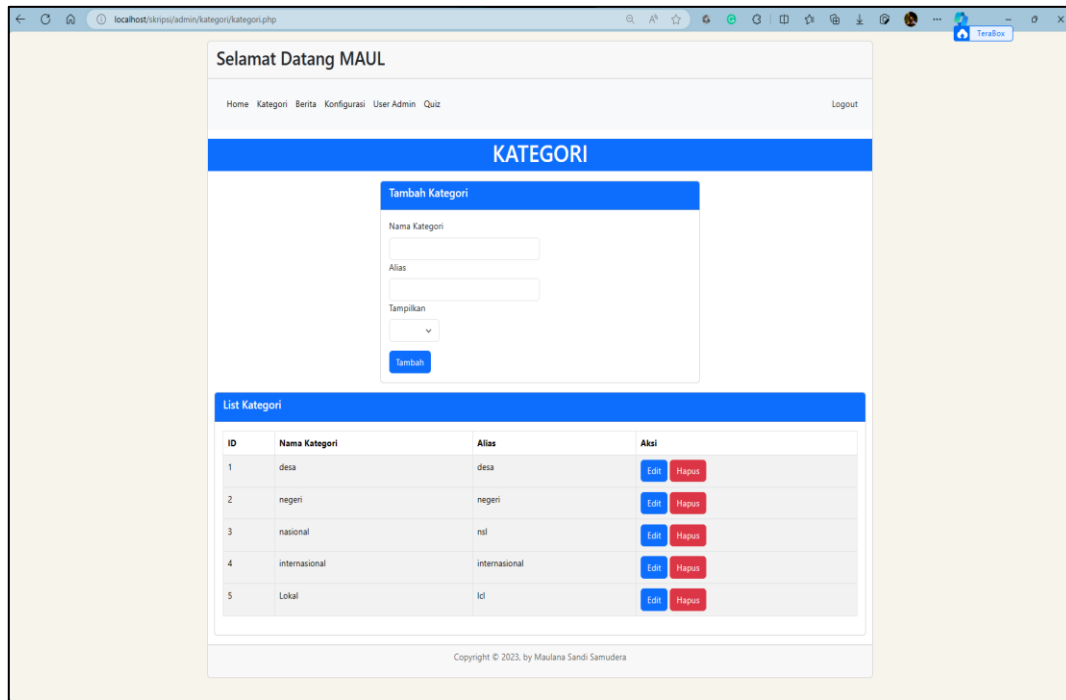 localhost/skripsi/admin/kategori/kategori.php
TeraBox
Selamat Datang MAUL
Home Kategori Berita Konfigurasi User Admin Quiz Logout
KATEGORI
Tambah Kategori
Nama Kategori
Alias
Tampilkan
Tambah
List Kategori
ID Nama Kategori Alias Aksi
1 desa desa Edit Hapus
2 negeri negeri Edit Hapus
3 nasional nsl Edit Hapus
4 internasional internasional Edit Hapus
5 Lokal lcl Edit Hapus
Copyright © 2023, by Maulana Sandi Samudera